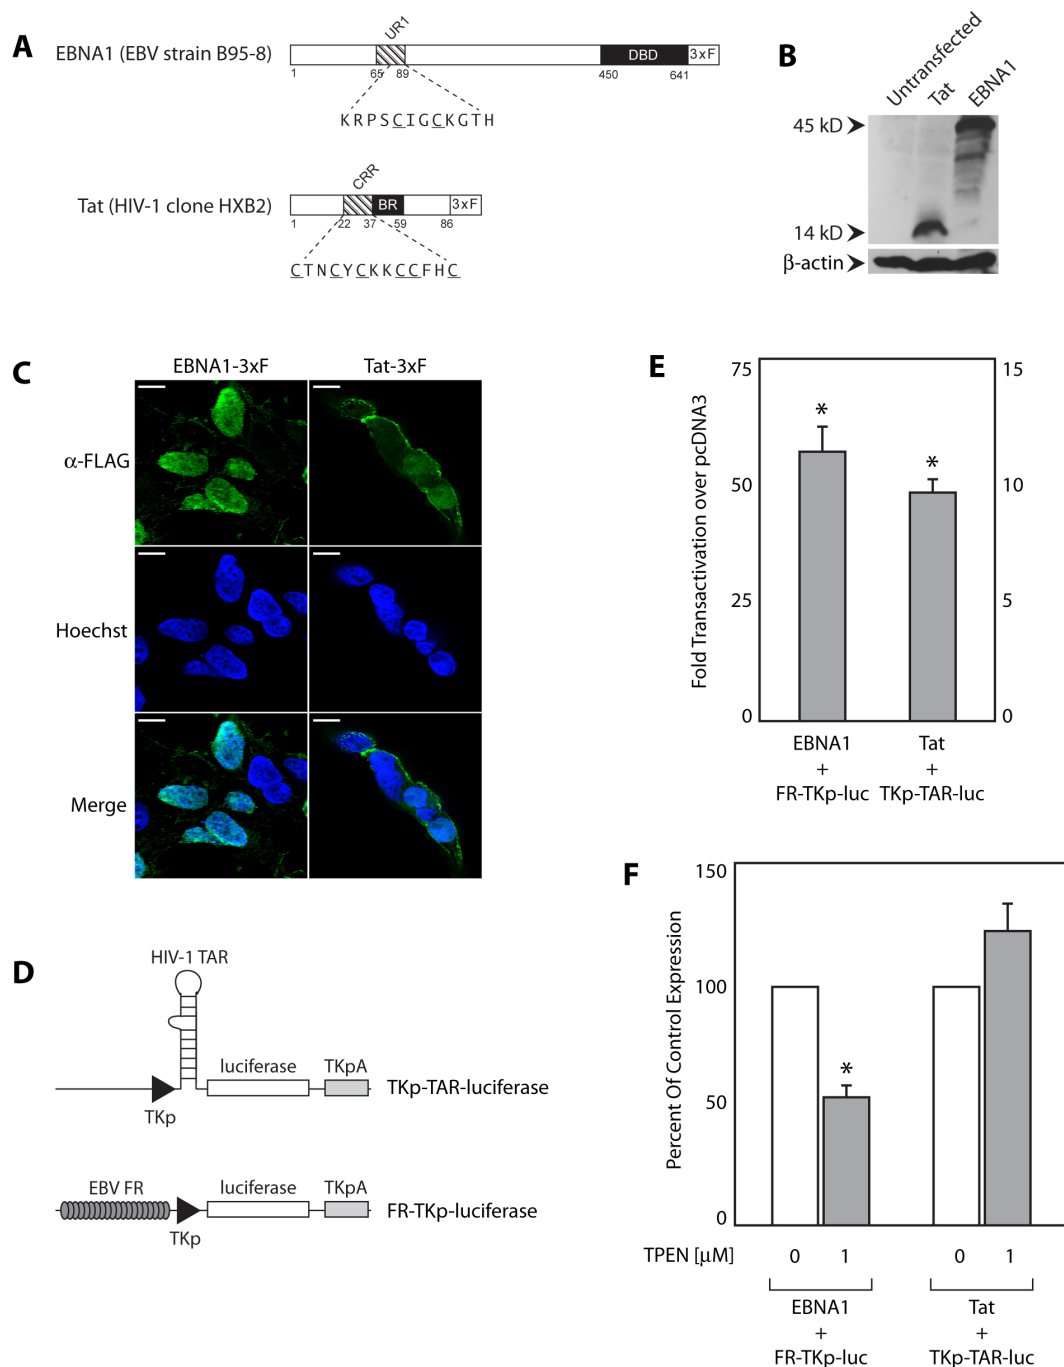 A
EBNA1 (EBV strain B95-8)
UR1
DBD
3xF
1
65
89
450
641
KRPSCIGCKGTH
Tat (HIV-1 clone HXB2)
CRR
BR
3xF
1
22
37
59
86
CTNCYCKKCCFHC
B
Untransfected
Tat
EBNA1
45 kD
14 kD
β-actin
C
EBNA1-3xF
Tat-3xF
α-FLAG
Hoechst
Merge
D
HIV-1 TAR
luciferase
TKpA
TKp-TAR-luciferase
TKp
EBV FR
luciferase
TKpA
FR-TKp-luciferase
TKp
E
Fold Transactivation over pcDNA3
75
50
25
0
15
10
5
0
*
*
EBNA1
+
FR-TKp-luc
Tat
+
TKp-TAR-luc
F
Percent Of Control Expression
150
100
50
0
*
TPEN [μM]
0
1
0
1
EBNA1
+
FR-TKp-luc
Tat
+
TKp-TAR-luc